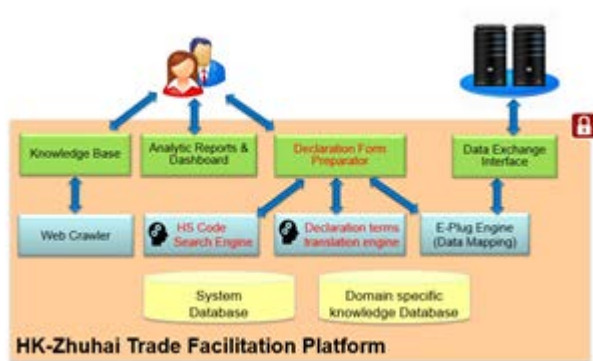 Knowledge Base
Analytic Reports &
Dashboard
Declaration Form
Preparator
Data Exchange
Interface
Web Crawler
HS Code
Search Engine
Declaration terms
translation engine
E-Plug Engine
(Data Mapping)
System
Database
Domain specific
knowledge Database
HK-Zhuhai Trade Facilitation Platform